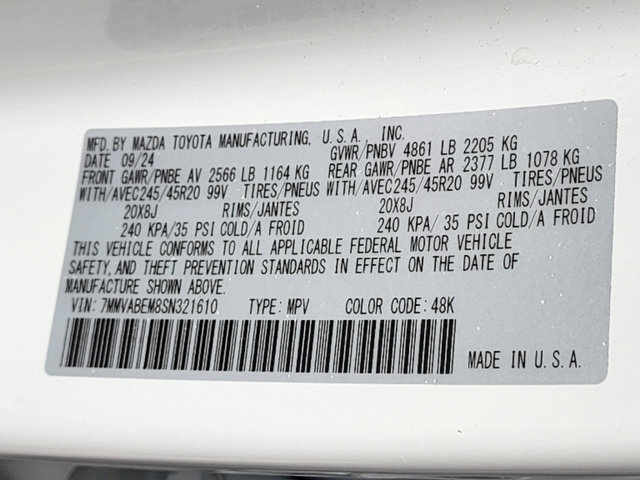 MFD. BY MAZDA TOYOTA MANUFACTURING, U.S.A., INC.
DATE 09/24 GVWR/PNBV 4861 LB 2205 KG
FRONT GAWR/PNBE AV 2566 LB 1164 KG REAR GAWR/PNBE AR 2377 LB 1078 KG
WITH/AVEC245/45R20 99V TIRES/PNEUS WITH/AVEC245/45R20 99V TIRES/PNEUS
20X8J RIMS/JANTES 20X8J RIMS/JANTES
240 KPA/35 PSI COLD/A FROID 240 KPA/ 35 PSI COLD/A FROID
THIS VEHICLE CONFORMS TO ALL APPLICABLE FEDERAL MOTOR VEHICLE
SAFETY, AND THEFT PREVENTION STANDARDS IN EFFECT ON THE DATE OF
MANUFACTURE SHOWN ABOVE.
VIN: 7MMVABEM8SN321610 TYPE: MPV COLOR CODE: 48K
MADE IN U.S.A.